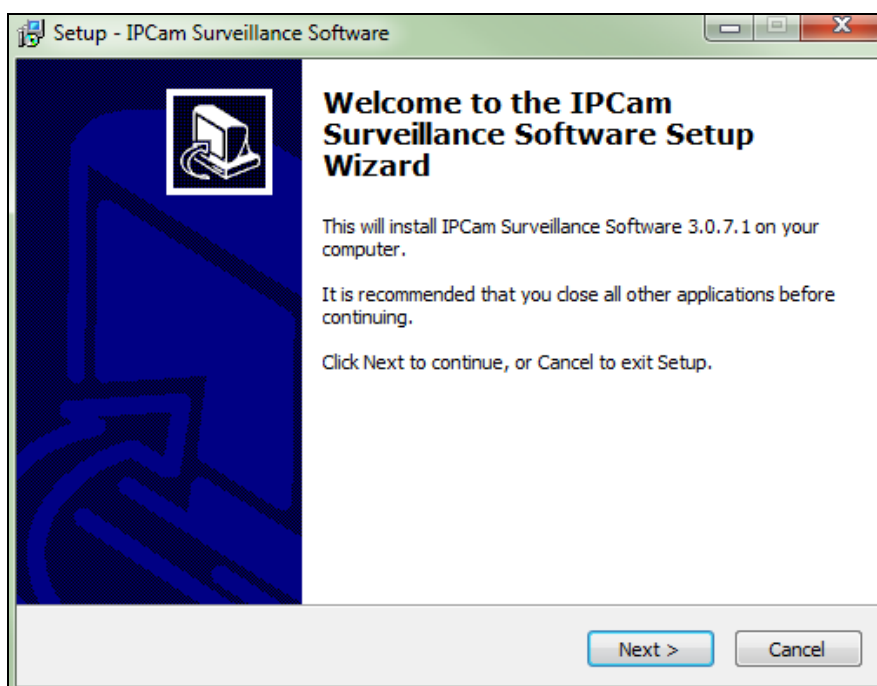 Setup - IPCam Surveillance Software
Welcome to the IPCam
Surveillance Software Setup
Wizard
This will install IPCam Surveillance Software 3.0.7.1 on your
computer.
It is recommended that you close all other applications before
continuing.
Click Next to continue, or Cancel to exit Setup.
Next >
Cancel